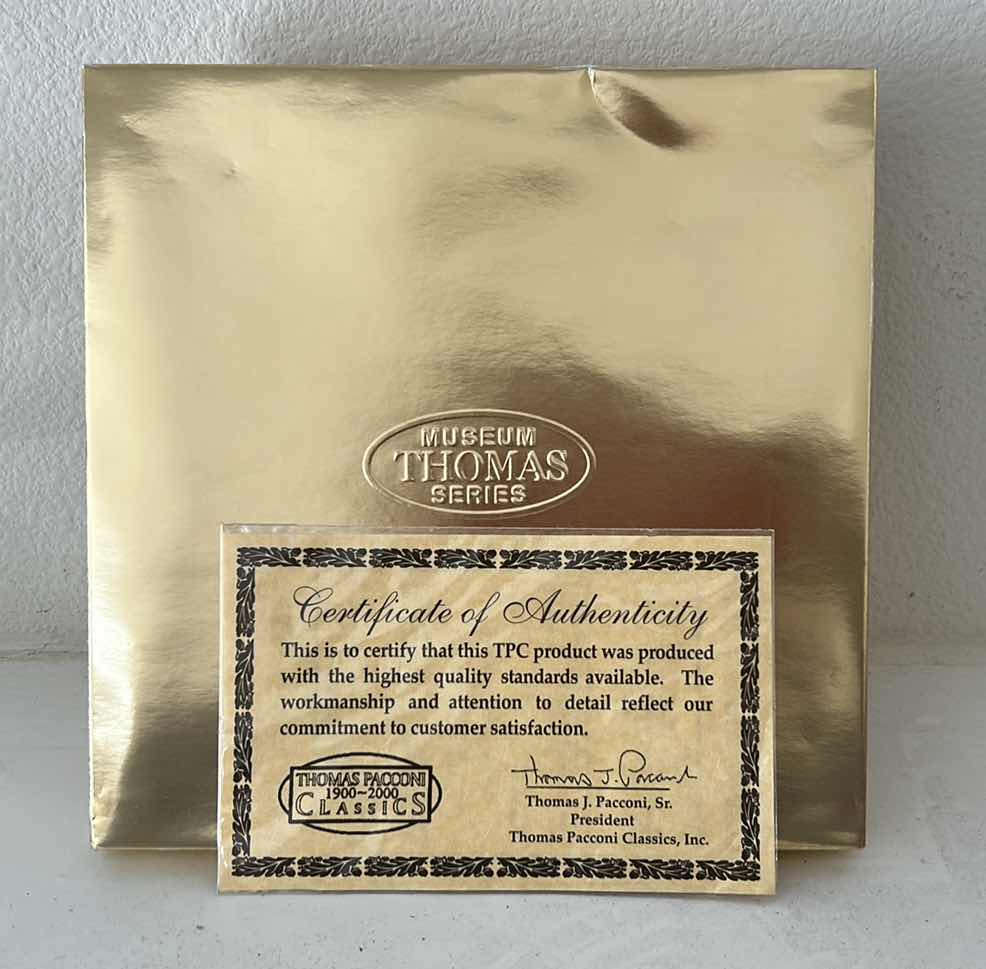 MUSEUM
THOMAS
SERIES
Certificate of Authenticity
This is to certify that this TPC product was produced
with the highest quality standards available. The
workmanship and attention to detail reflect our
commitment to customer satisfaction.
THOMAS PACCONI
1900~2000
CLASSICS
Thomas J. Pacconi
Thomas J. Pacconi, Sr.
President
Thomas Pacconi Classics, Inc.